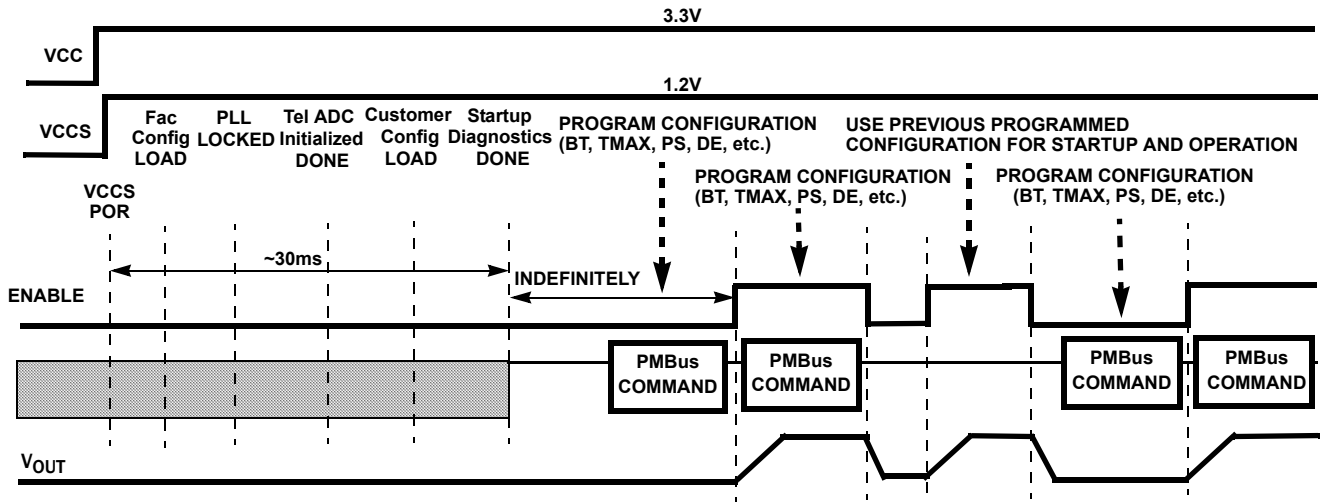 3.3V
VCC
1.2V
VCCS
Fac
Config
LOAD
PLL
LOCKED
Tel ADC
Initialized
DONE
Customer
Config
LOAD
Startup
Diagnostics
DONE
PROGRAM CONFIGURATION
(BT, TMAX, PS, DE, etc.)
USE PREVIOUS PROGRAMMED
CONFIGURATION FOR STARTUP AND OPERATION
PROGRAM CONFIGURATION
(BT, TMAX, PS, DE, etc.)
PROGRAM CONFIGURATION
(BT, TMAX, PS, DE, etc.)
VCCS
POR
~30ms
INDEFINITELY
ENABLE
PMBus
COMMAND
PMBus
COMMAND
PMBus
COMMAND
PMBus
COMMAND
VOUT